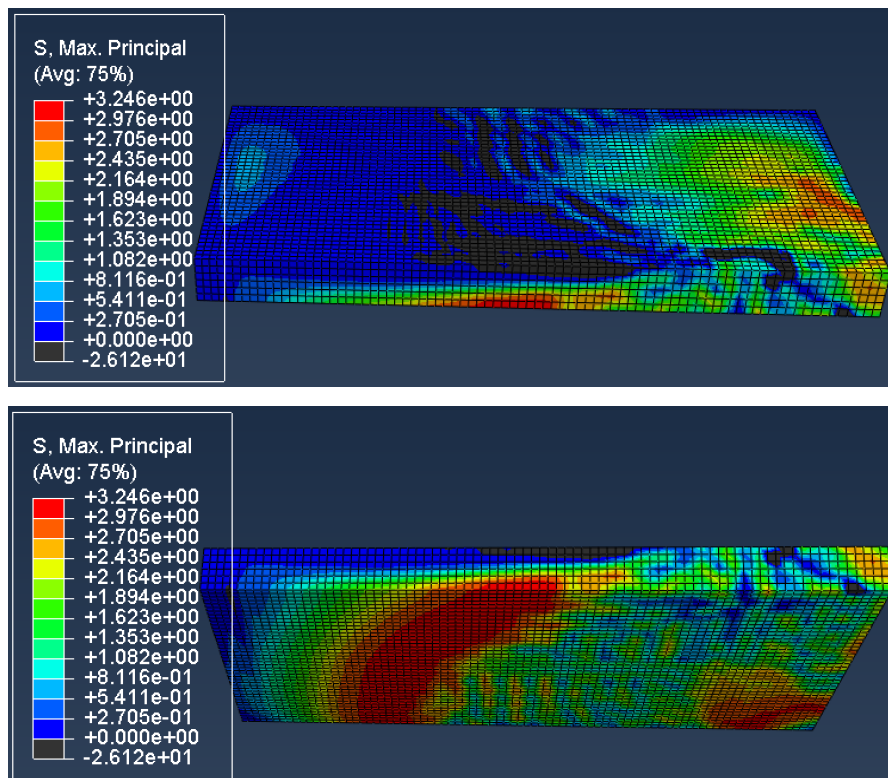 S, Max. Principal
(Avg: 75%)
+3.246e+00
+2.976e+00
+2.705e+00
+2.435e+00
+2.164e+00
+1.894e+00
+1.623e+00
+1.353e+00
+1.082e+00
+8.116e-01
+5.411e-01
+2.705e-01
+0.000e+00
-2.612e+01
S, Max. Principal
(Avg: 75%)
+3.246e+00
+2.976e+00
+2.705e+00
+2.435e+00
+2.164e+00
+1.894e+00
+1.623e+00
+1.353e+00
+1.082e+00
+8.116e-01
+5.411e-01
+2.705e-01
+0.000e+00
-2.612e+01